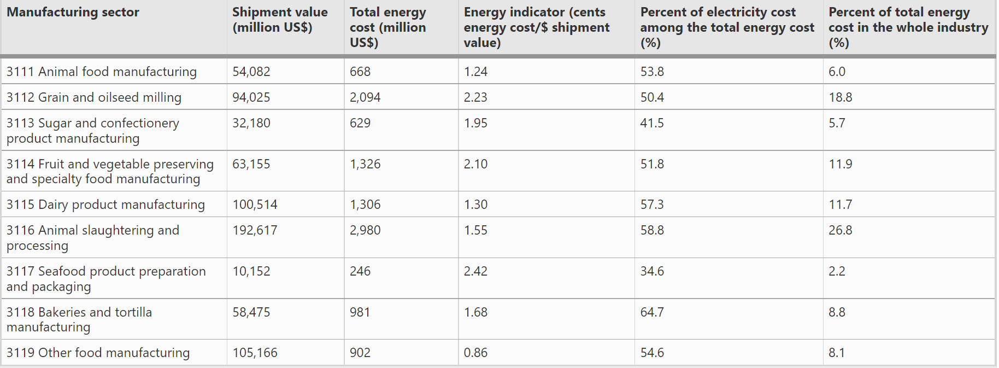 Manufacturing sector
Shipment value
(million US$)
Total energy
cost (million
US$)
Energy indicator (cents
energy cost/$ shipment
value)
Percent of electricity cost
among the total energy cost
(%)
Percent of total energy
cost in the whole industry
(%)
3111 Animal food manufacturing
54,082
668
1.24
53.8
6.0
3112 Grain and oilseed milling
94,025
2,094
2.23
50.4
18.8
3113 Sugar and confectionery
product manufacturing
32,180
629
1.95
41.5
5.7
3114 Fruit and vegetable preserving
and specialty food manufacturing
63,155
1,326
2.10
51.8
11.9
3115 Dairy product manufacturing
100,514
1,306
1.30
57.3
11.7
3116 Animal slaughtering and
processing
192,617
2,980
1.55
58.8
26.8
3117 Seafood product preparation
and packaging
10,152
246
2.42
34.6
2.2
3118 Bakeries and tortilla
manufacturing
58,475
981
1.68
64.7
8.8
3119 Other food manufacturing
105,166
902
0.86
54.6
8.1